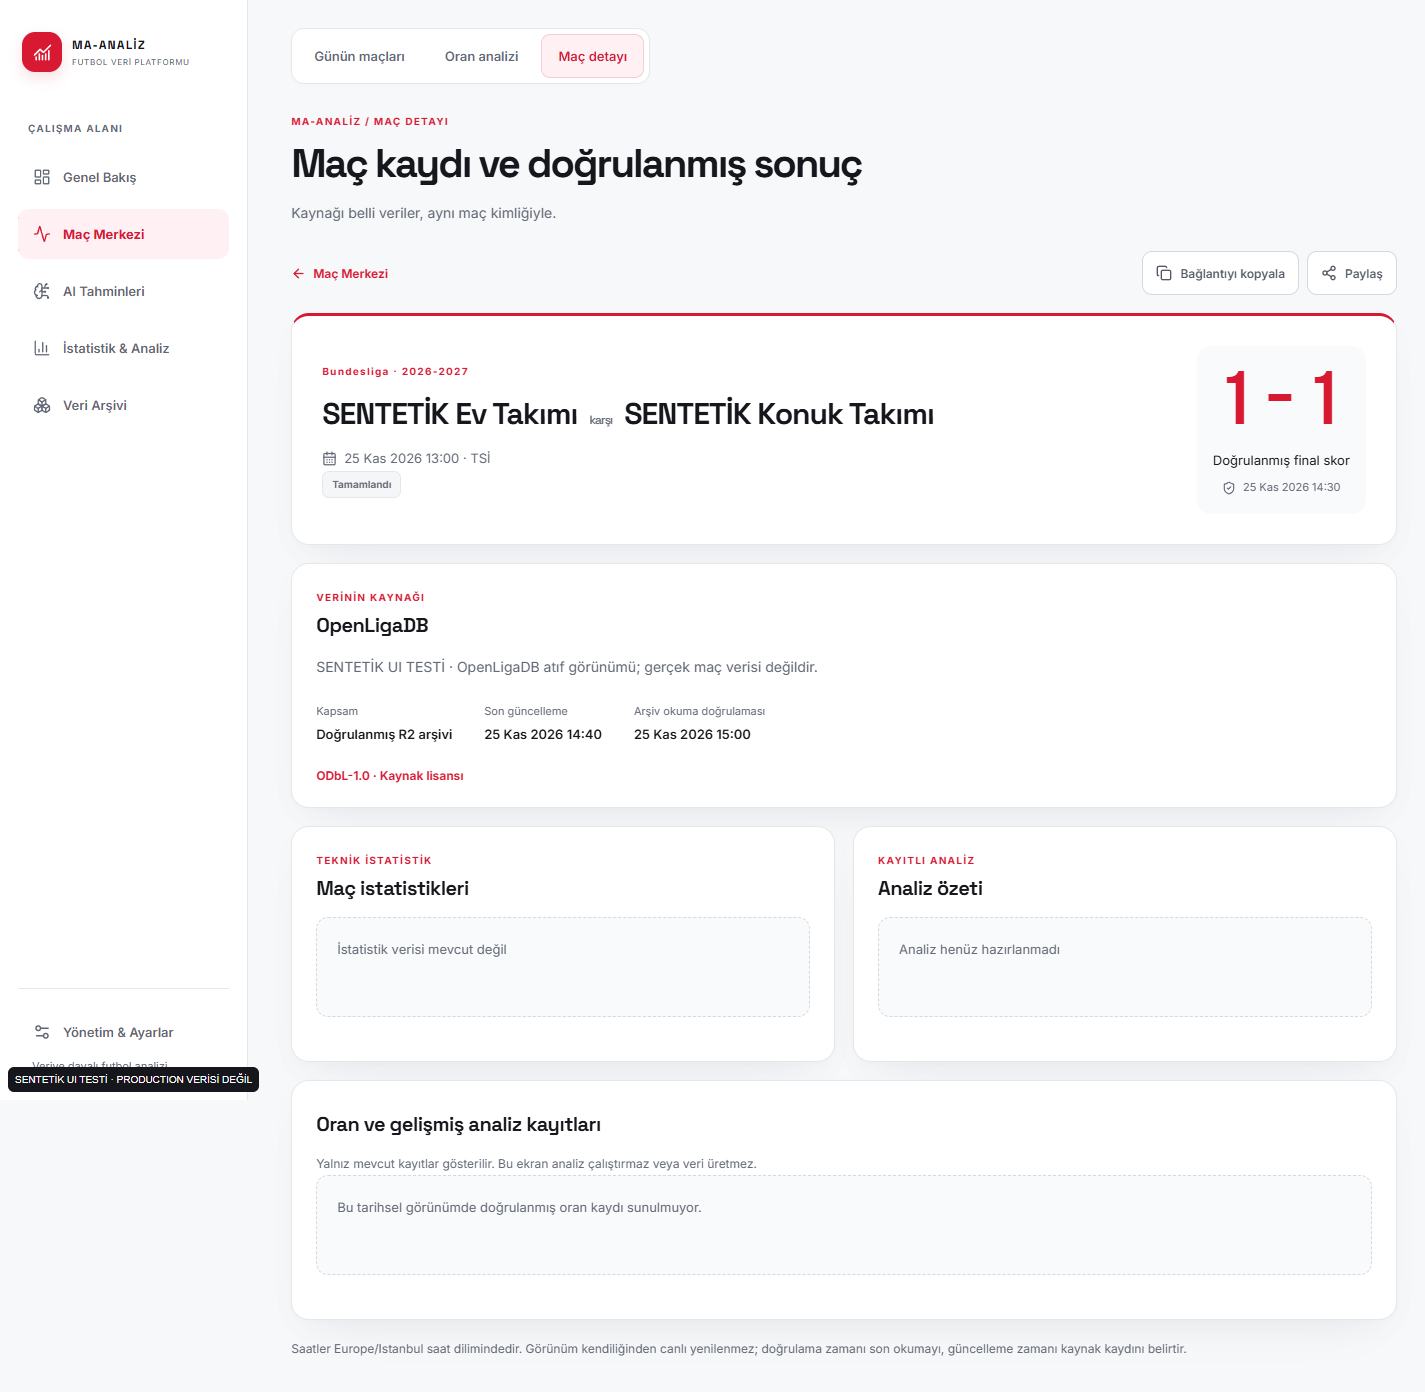 MA-ANALİZ
FUTBOL VERİ PLATFORMU
ÇALIŞMA ALANI
Genel Bakış
Maç Merkezi
AI Tahminleri
İstatistik & Analiz
Veri Arşivi
Yönetim & Ayarlar
Veriye dayalı futbol analizi
SENTETİK UI TESTİ · PRODUCTION VERİSİ DEĞİL
Günün maçları
Oran analizi
Maç detayı
MA-ANALİZ / MAÇ DETAYI
Maç kaydı ve doğrulanmış sonuç
Kaynağı belli veriler, aynı maç kimliğiyle.
Maç Merkezi
Bağlantıyı kopyala
Paylaş
Bundesliga · 2026-2027
SENTETİK Ev Takımı karşı SENTETİK Konuk Takımı
25 Kas 2026 13:00 · TSİ
Tamamlandı
1 - 1
Doğrulanmış final skor
25 Kas 2026 14:30
VERİNİN KAYNAĞI
OpenLigaDB
SENTETİK UI TESTİ · OpenLigaDB atıf görünümü; gerçek maç verisi değildir.
Kapsam
Doğrulanmış R2 arşivi
Son güncelleme
25 Kas 2026 14:40
Arşiv okuma doğrulaması
25 Kas 2026 15:00
ODbL-1.0 · Kaynak lisansı
TEKNİK İSTATİSTİK
Maç istatistikleri
İstatistik verisi mevcut değil
KAYITLI ANALİZ
Analiz özeti
Analiz henüz hazırlanmadı
Oran ve gelişmiş analiz kayıtları
Yalnız mevcut kayıtlar gösterilir. Bu ekran analiz çalıştırmaz veya veri üretmez.
Bu tarihsel görünümde doğrulanmış oran kaydı sunulmuyor.
Saatler Europe/Istanbul saat dilimindedir. Görünüm kendiliğinden canlı yenilenmez; doğrulama zamanı son okumayı, güncelleme zamanı kaynak kaydını belirtir.